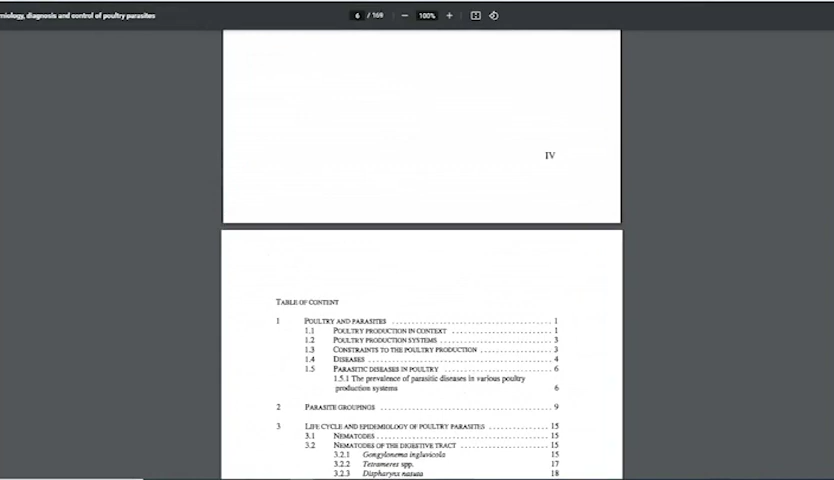 miology, diagnosis and control of poultry parasites
6 / 169 — 100% +
IV
TABLE OF CONTENT
1 POULTRY AND PARASITES 1
1.1 POULTRY PRODUCTION IN CONTEXT 1
1.2 POULTRY PRODUCTION SYSTEMS 3
1.3 CONSTRAINTS TO THE POULTRY PRODUCTION 3
1.4 DISEASES 4
1.5 PARASITIC DISEASES IN POULTRY 6
1.5.1 The prevalence of parasitic diseases in various poultry
production systems 6
2 PARASITE GROUPINGS 9
3 LIFE CYCLE AND EPIDEMIOLOGY OF POULTRY PARASITES 15
3.1 NEMATODES 15
3.2 NEMATODES OF THE DIGESTIVE TRACT 15
3.2.1 Gongylonema ingluvicola 15
3.2.2 Tetrameres spp. 17
3.2.3 Dispharynx nasuta 18